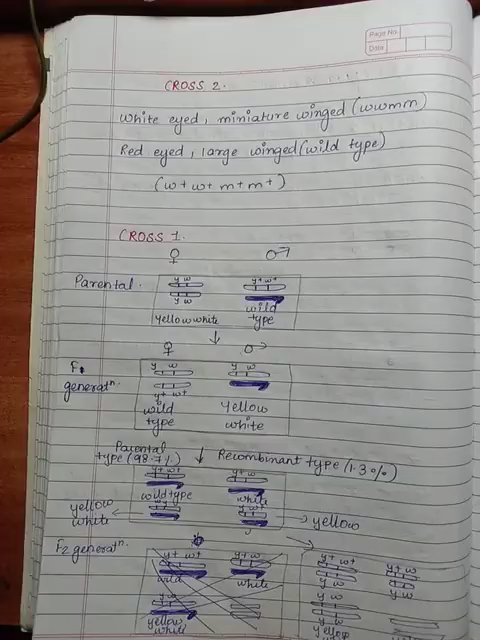 Page No.
Date
CROSS 2.
White eyed, miniature winged (wwmm)
Red eyed, large winged (wild type)
(w+ w+ m+ m+)
CROSS 1.
♀ ♂
Parental. y w y+ w+
y w
yellow white wild type
♀ ♂
F1 generatn. y w y w
y+ w+
wild type Yellow white
Parental type (98.7%) Recombinant type (1.3%)
y+ w+ y+ w
wild type white
yellow white yellow
F2 generatn.
y+ w+ y+ w y+ w+
wild white y w y w
y w
yellow white yellow